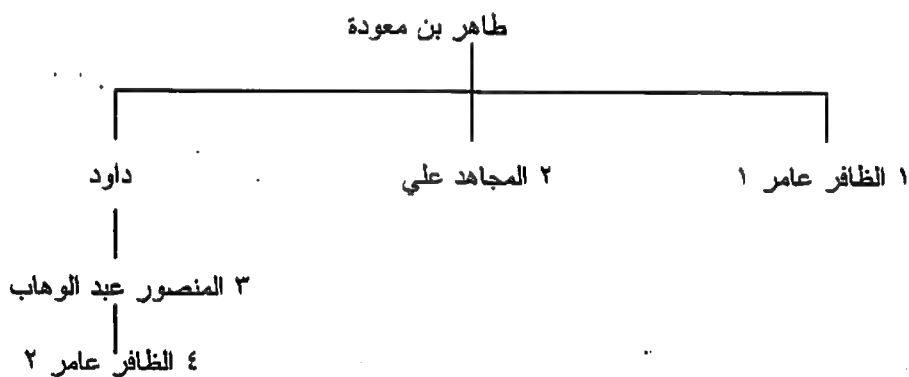 طاهر بن معودة
١ الظافر عامر ١
٢ المجاهد علي
داود
٣ المنصور عبد الوهاب
٤ الظافر عامر ٢